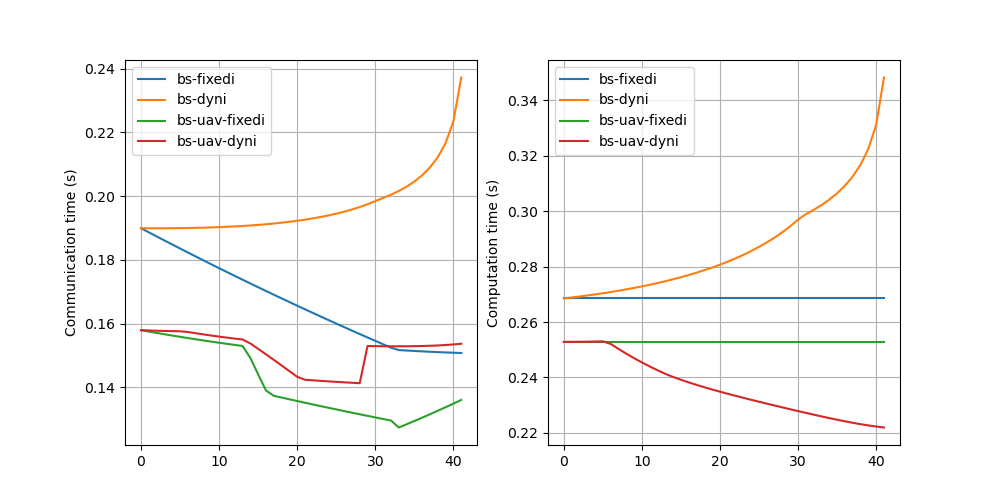 Communication time (s)
0.24
0.22
0.20
0.18
0.16
0.14
0
10
20
30
40
bs-fixedi
bs-dyni
bs-uav-fixedi
bs-uav-dyni
Computation time (s)
0.34
0.32
0.30
0.28
0.26
0.24
0.22
0
10
20
30
40
bs-fixedi
bs-dyni
bs-uav-fixedi
bs-uav-dyni